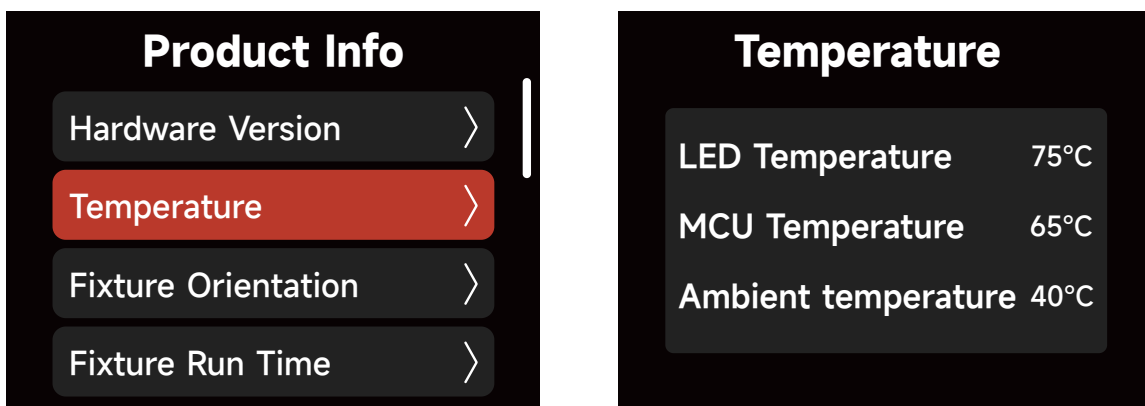 Product Info
Hardware Version
Temperature
Fixture Orientation
Fixture Run Time
Temperature
LED Temperature 75°C
MCU Temperature 65°C
Ambient temperature 40°C